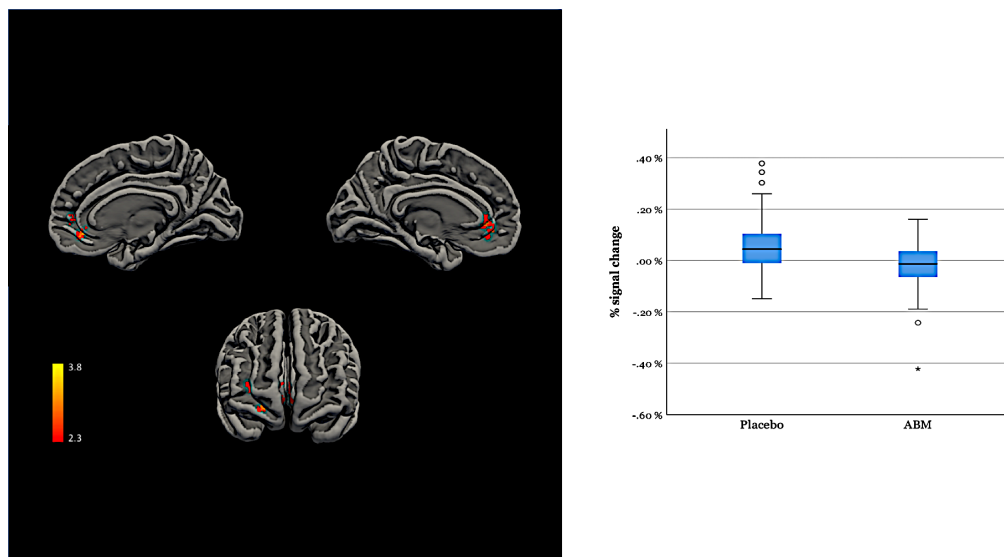 3.8
2.3
% signal change
.40 %
.20 %
.00 %
-.20 %
-.40 %
-.60 %
Placebo
ABM